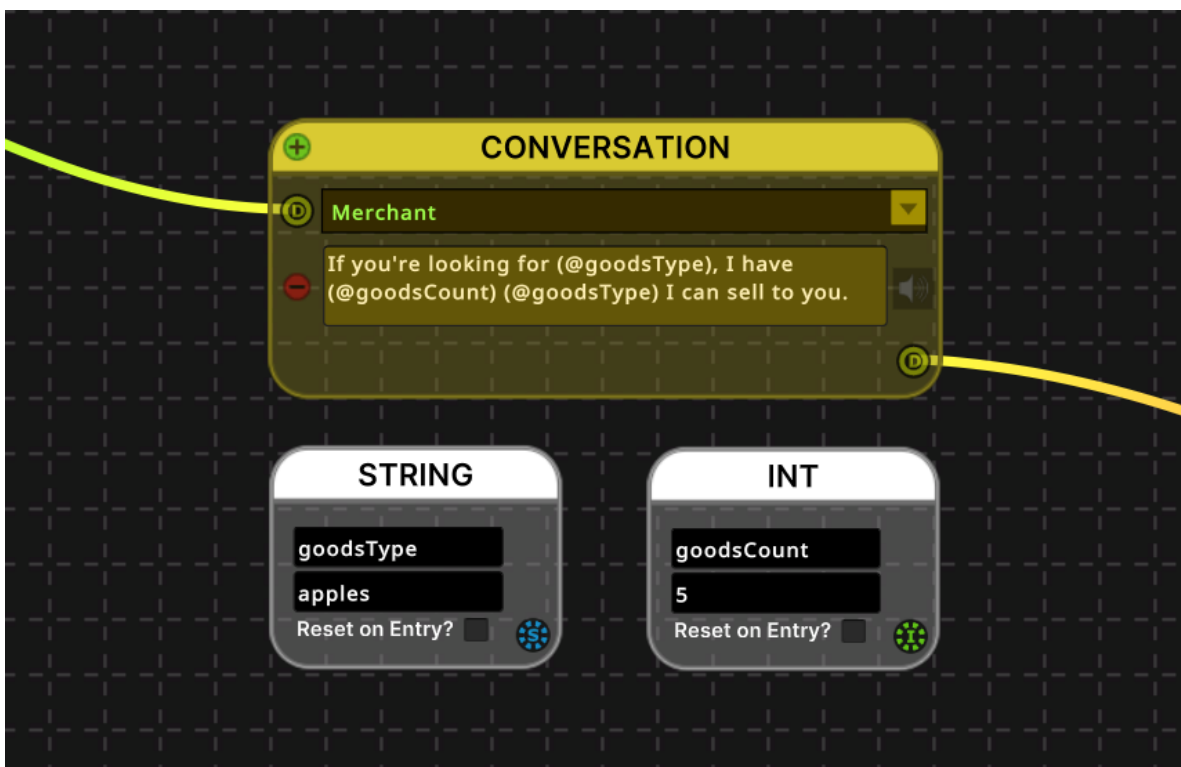 CONVERSATION
D
Merchant
If you're looking for (@goodsType), I have
(@goodsCount) (@goodsType) I can sell to you.
D
STRING
goodsType
apples
Reset on Entry?
S
INT
goodsCount
5
Reset on Entry?
I